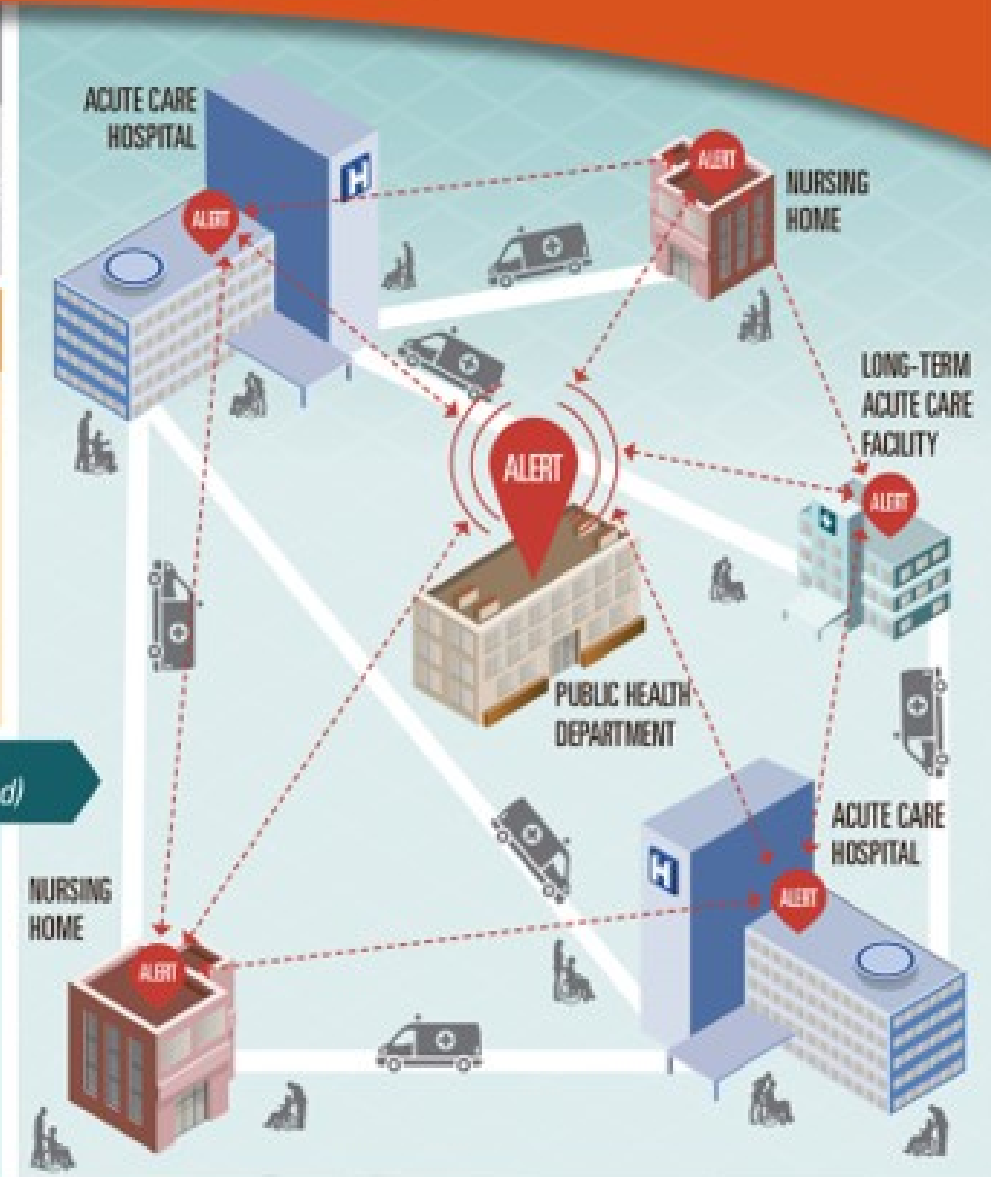 ACUTE CARE
HOSPITAL
H
ALERT
ALERT
NURSING
HOME
LONG-TERM
ACUTE CARE
FACILITY
ALERT
ALERT
PUBLIC HEALTH
DEPARTMENT
d)
ACUTE CARE
HOSPITAL
H
ALERT
NURSING
HOME
ALERT